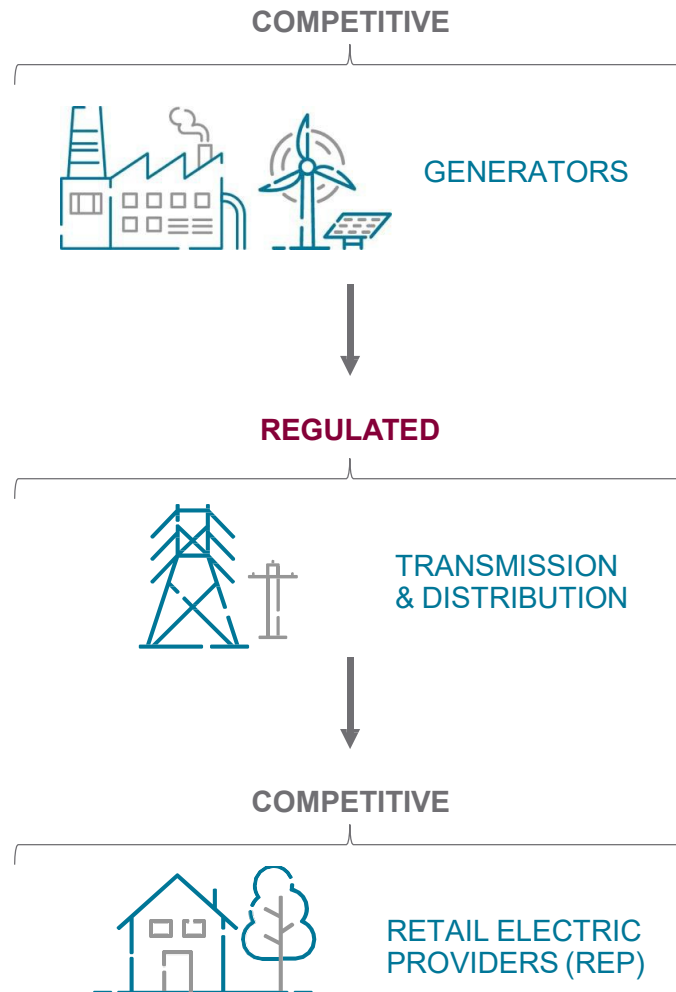 COMPETITIVE
GENERATORS
REGULATED
TRANSMISSION
& DISTRIBUTION
COMPETITIVE
RETAIL ELECTRIC
PROVIDERS (REP)